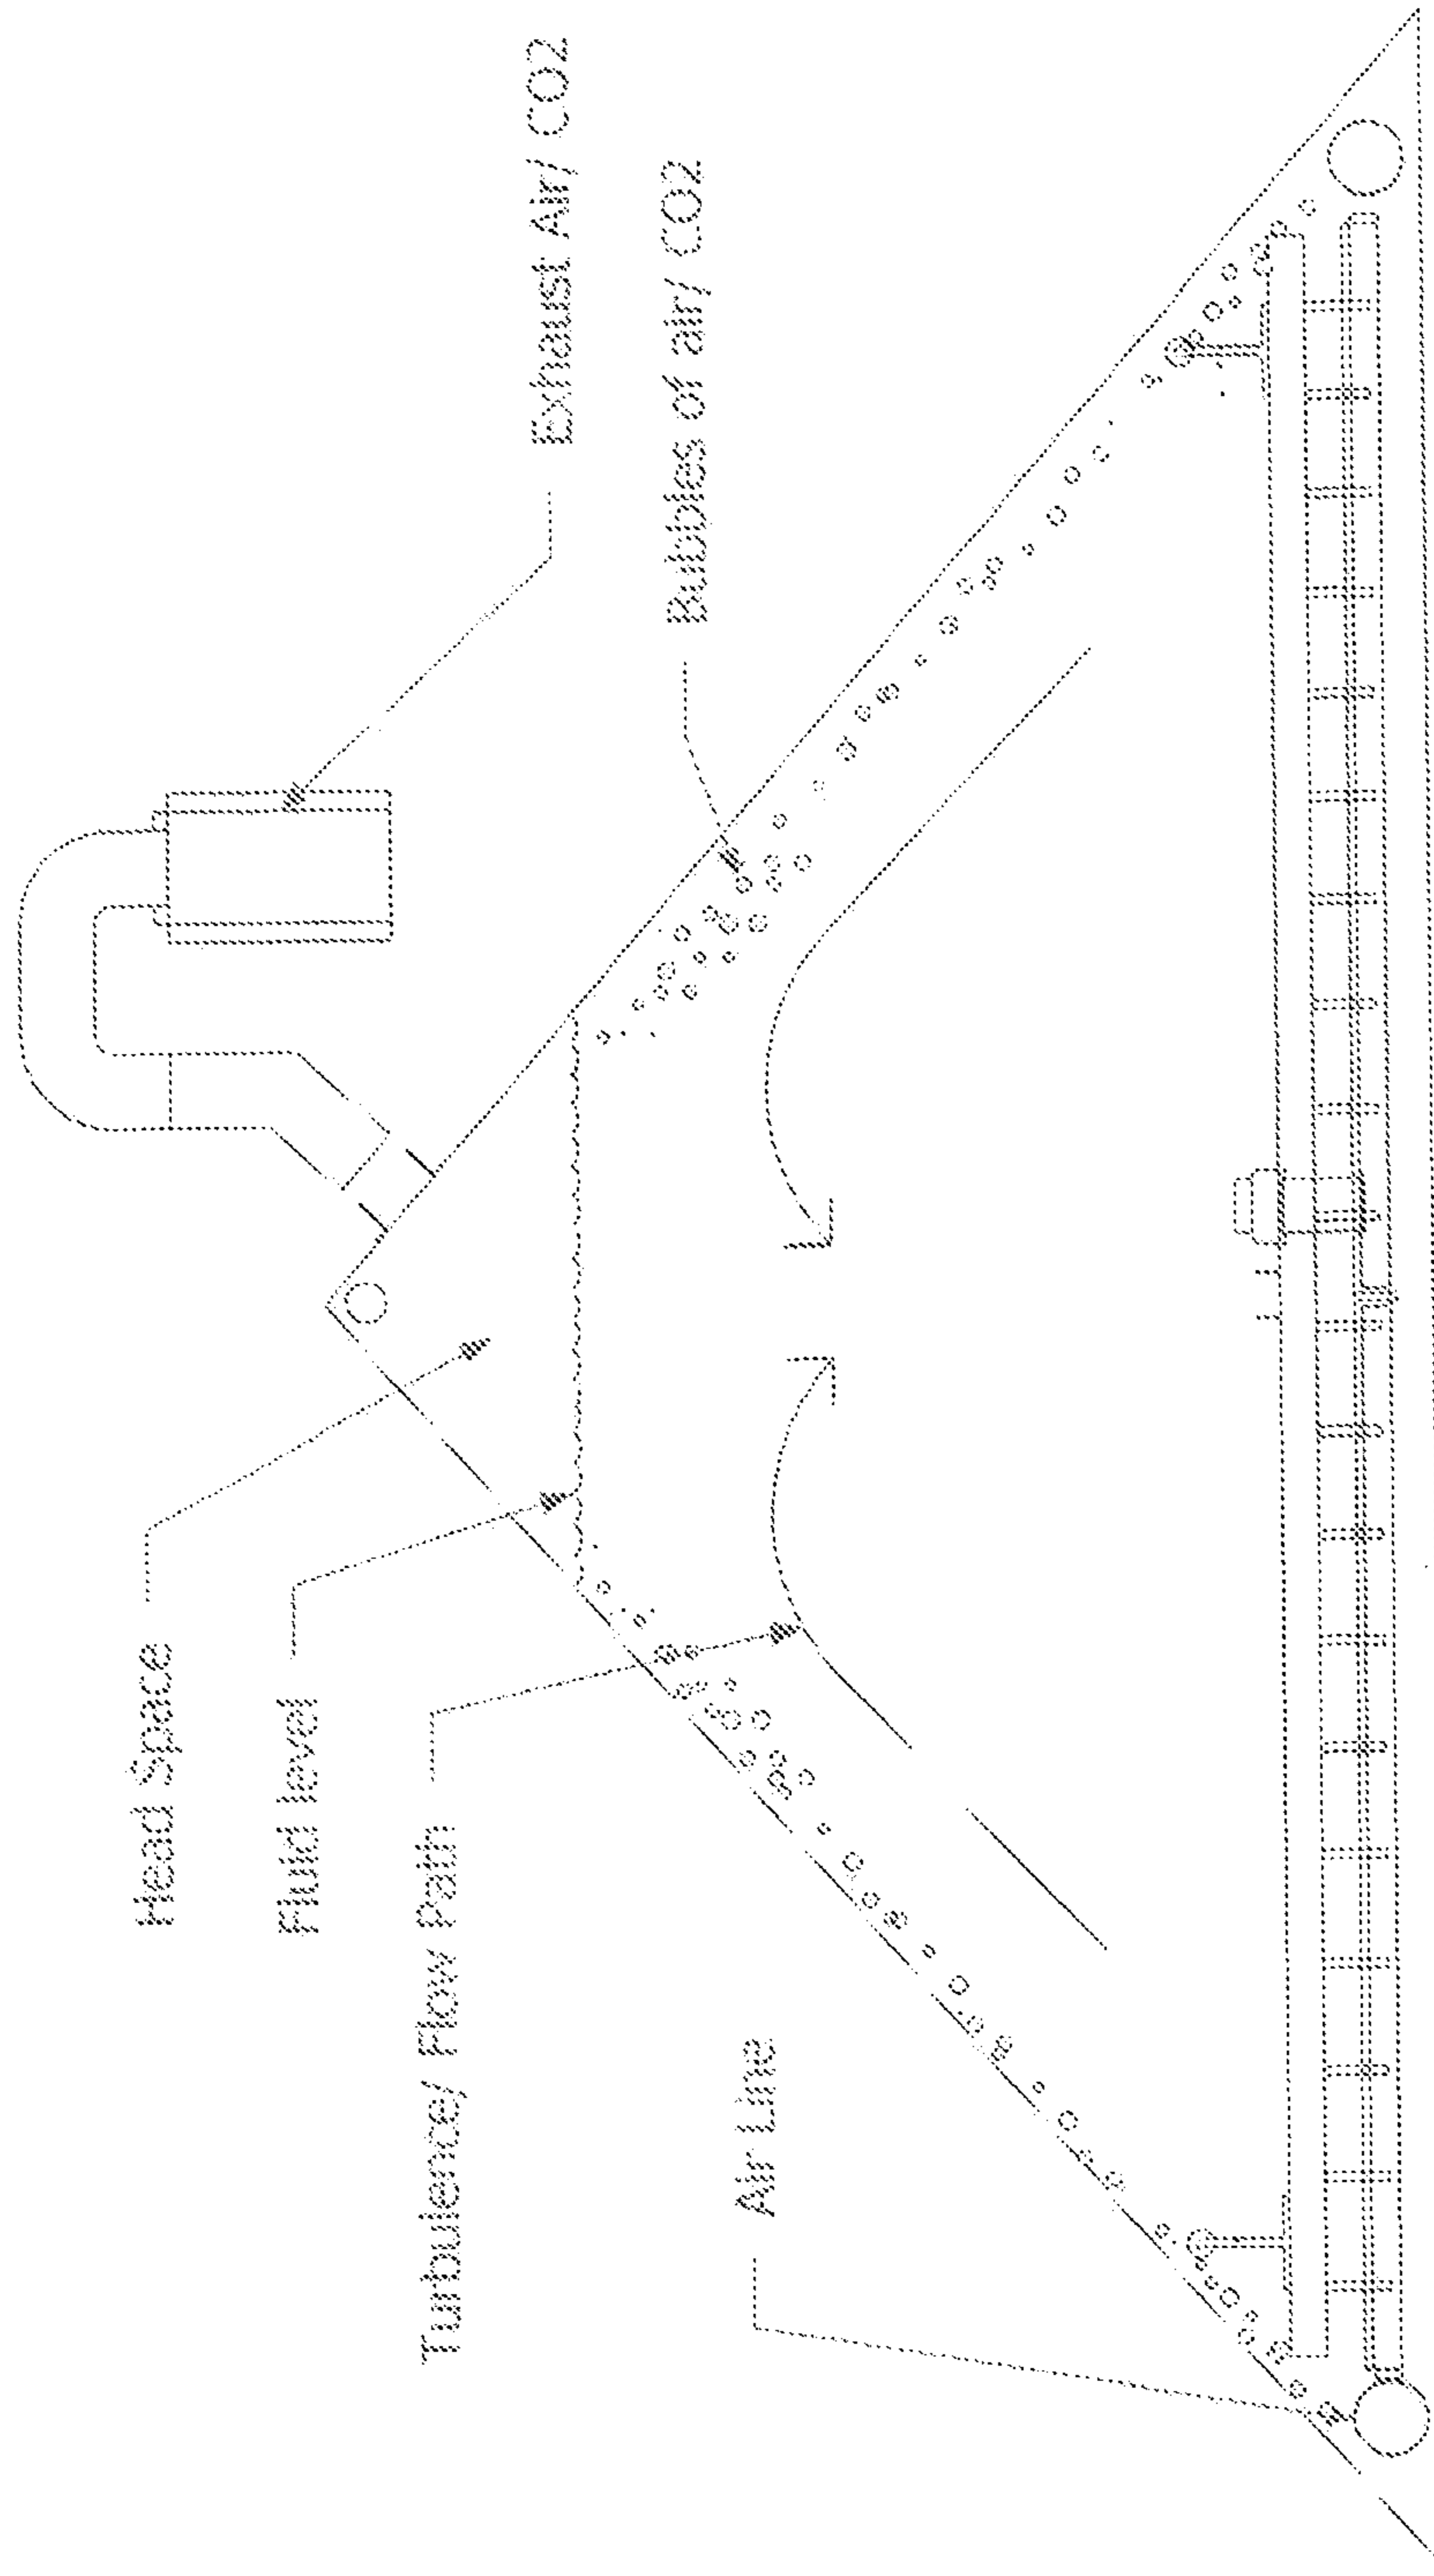 Head Space
Fluid level
Turbulence/ Flow Path
Air Line
Exhaust Air/ CO2
Bubbles of air/ CO2